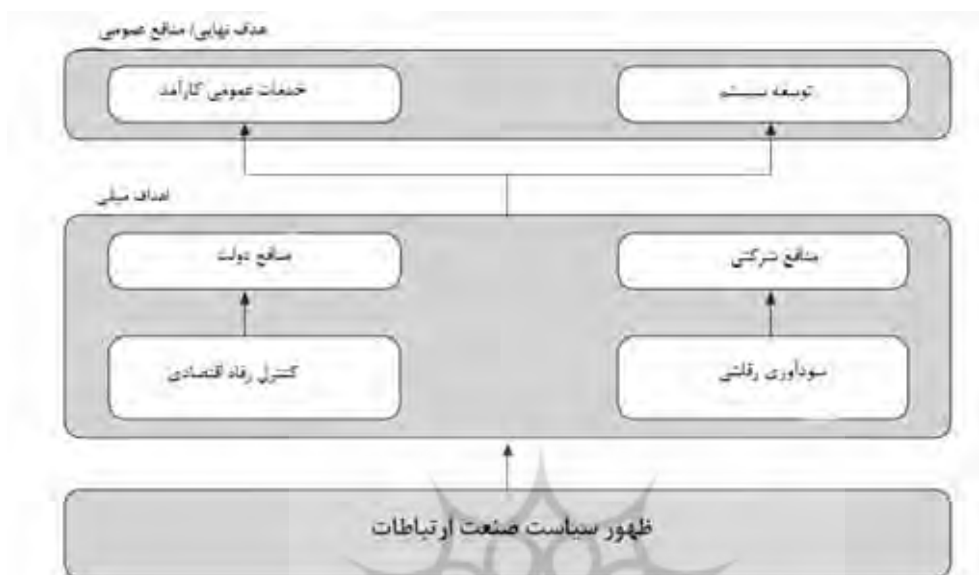 هدف نهایی/ منافع عمومی
توسعه سیستم
خدمات عمومی کارآمد
اهداف میلی
منافع شرکتی
منافع دولت
سودآوری رقابتی
کنترل رفاه اقتصادی
ظهور سیاست صنعت ارتباطات